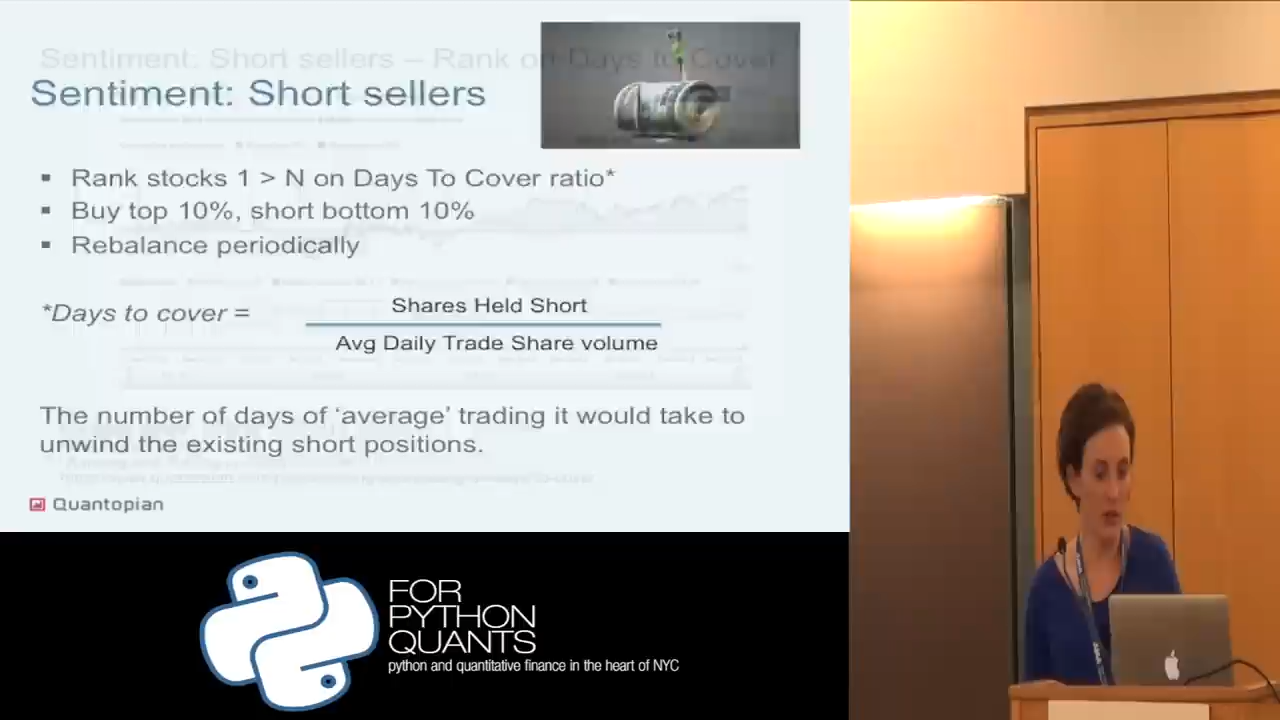 Sentiment: Short sellers – Rank on Days to Cover
Sentiment: Short sellers
▪ Rank stocks 1 > N on Days To Cover ratio*
▪ Buy top 10%, short bottom 10%
▪ Rebalance periodically
*Days to cover =
Shares Held Short
Avg Daily Trade Share volume
The number of days of ‘average’ trading it would take to
unwind the existing short positions.
Quantopian
FOR
PYTHON
QUANTS
python and quantitative finance in the heart of NYC